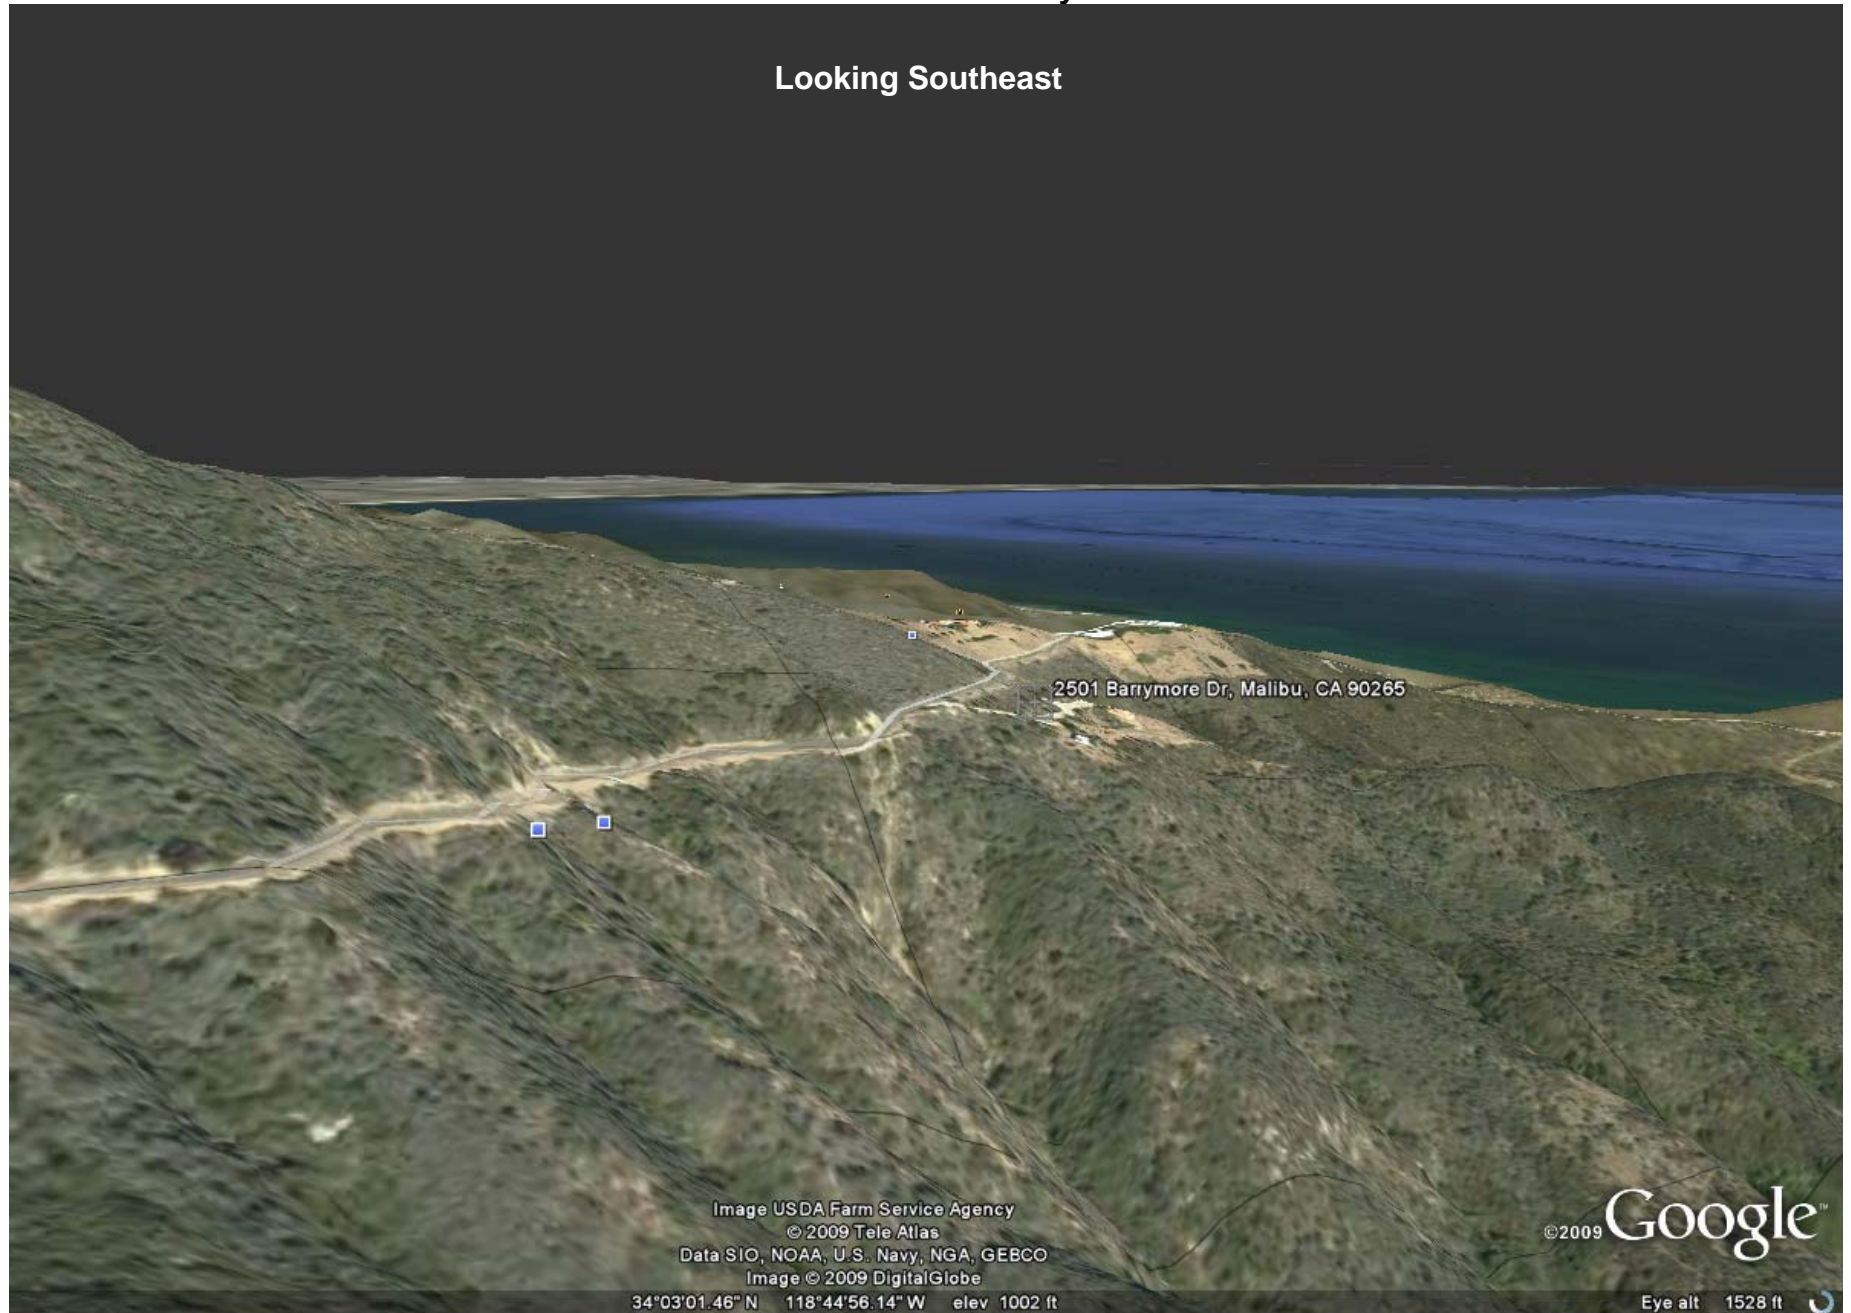 Looking Southeast
2501 Barrymore Dr, Malibu, CA 90265
Image USDA Farm Service Agency
© 2009 Tele Atlas
Data SIO, NOAA, U.S. Navy, NGA, GEBCO
Image © 2009 DigitalGlobe
©2009 Google™
34°03'01.46" N 118°44'56.14" W elev 1002 ft
Eye alt 1528 ft